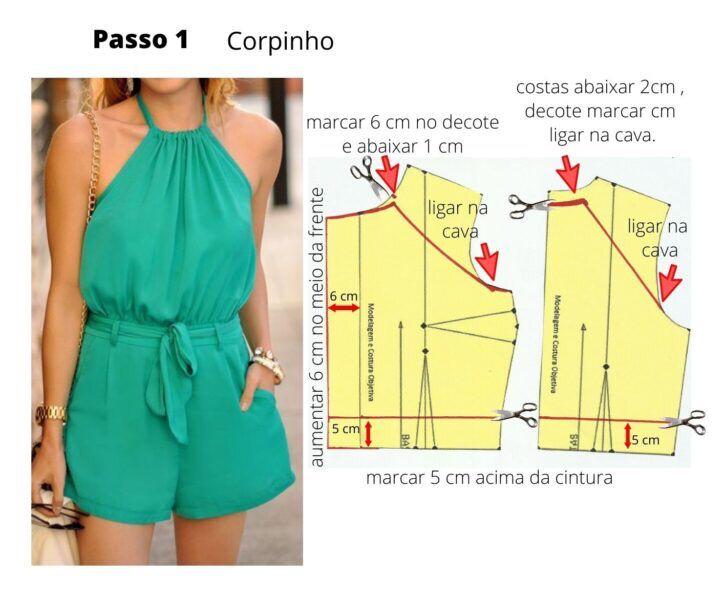 Passo 1 Corpinho
costas abaixar 2cm ,
decote marcar cm
ligar na cava.
marcar 6 cm no decote
e abaixar 1 cm
ligar na
cava
ligar na
cava
aumentar 6 cm no meio da frente
6 cm
Modelagem e Costura Objetiva
Modelagem e Costura Objetiva
5 cm
5 cm
marcar 5 cm acima da cintura